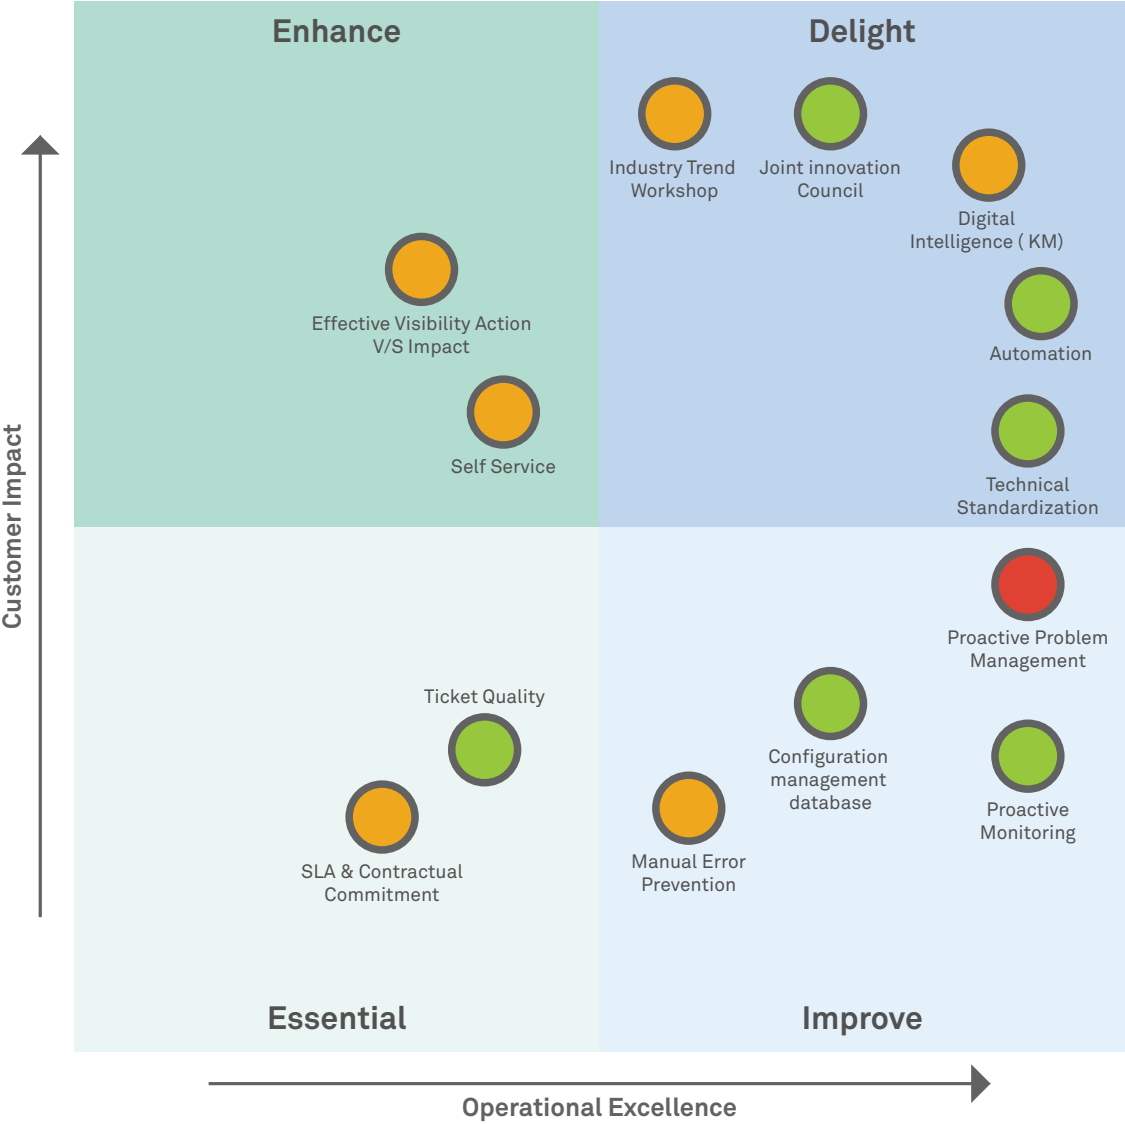 Enhance
Delight
Industry Trend
Workshop
Joint innovation
Council
Digital
Intelligence ( KM)
Effective Visibility Action
V/S Impact
Automation
Self Service
Technical
Standardization
Customer Impact
Proactive Problem
Management
Ticket Quality
Configuration
management
database
Proactive
Monitoring
SLA & Contractual
Commitment
Manual Error
Prevention
Essential
Improve
Operational Excellence